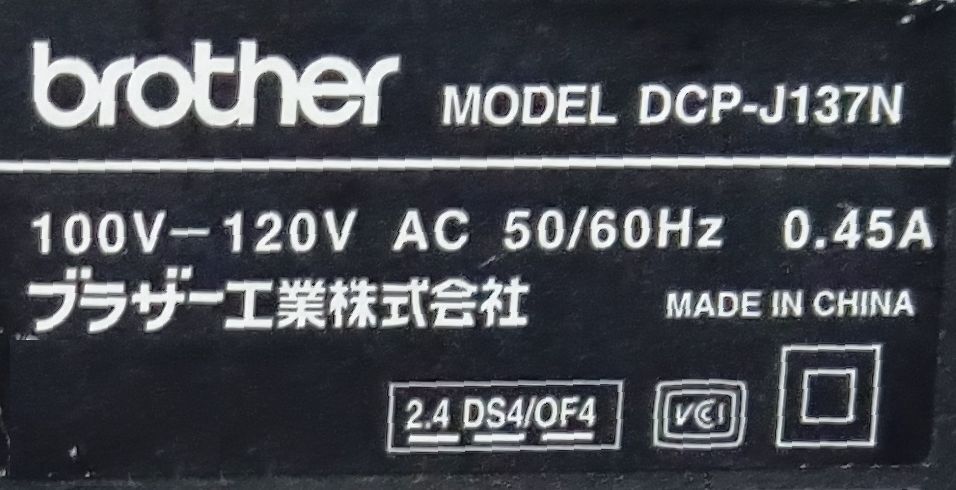 brother MODEL DCP-J137N
100V-120V AC 50/60Hz 0.45A
ブラザー工業株式会社 MADE IN CHINA
2.4 DS4/OF4 VCI